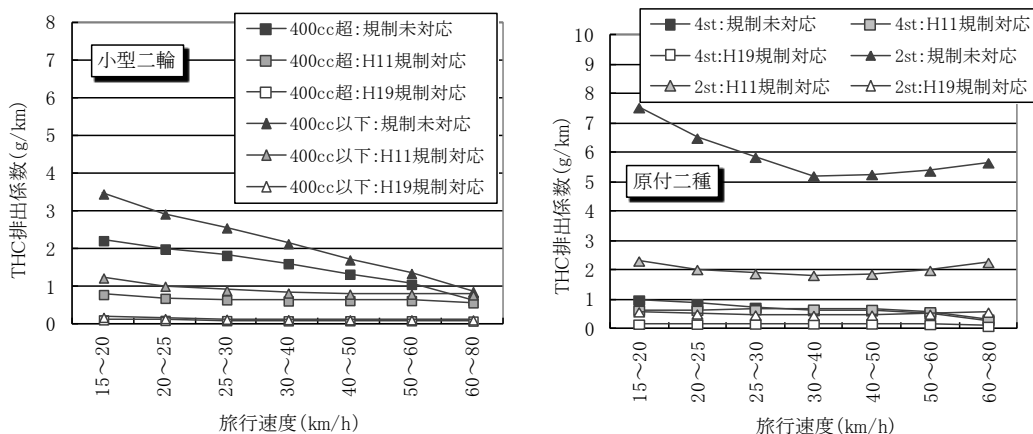 小型二輪
400cc超:規制未対応
400cc超:H11規制対応
400cc超:H19規制対応
400cc以下:規制未対応
400cc以下:H11規制対応
400cc以下:H19規制対応
THC排出係数(g/km)
8
7
6
5
4
3
2
1
0
15～20
20～25
25～30
30～40
40～50
50～60
60～80
旅行速度(km/h)
4st:規制未対応
4st:H11規制対応
4st:H19規制対応
2st:規制未対応
2st:H11規制対応
2st:H19規制対応
原付二種
THC排出係数(g/km)
10
9
8
7
6
5
4
3
2
1
0
15～20
20～25
25～30
30～40
40～50
50～60
60～80
旅行速度(km/h)